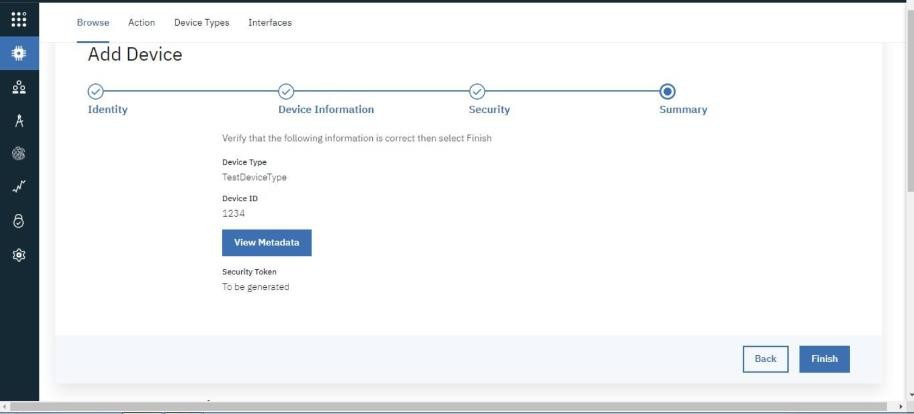 Browse Action Device Types Interfaces
Add Device
Identity Device Information Security Summary
Verify that the following information is correct then select Finish
Device Type
TestDeviceType
Device ID
1234
View Metadata
Security Token
To be generated
Back Finish